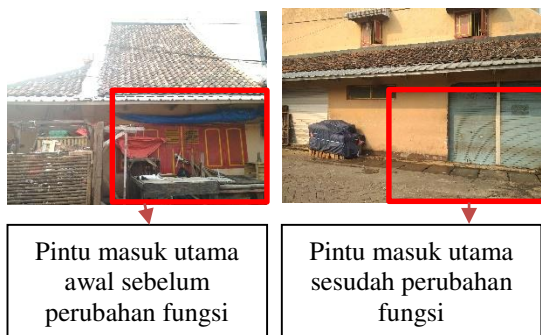 Pintu masuk utama
awal sebelum
perubahan fungsi
Pintu masuk utama
sesudah perubahan
fungsi